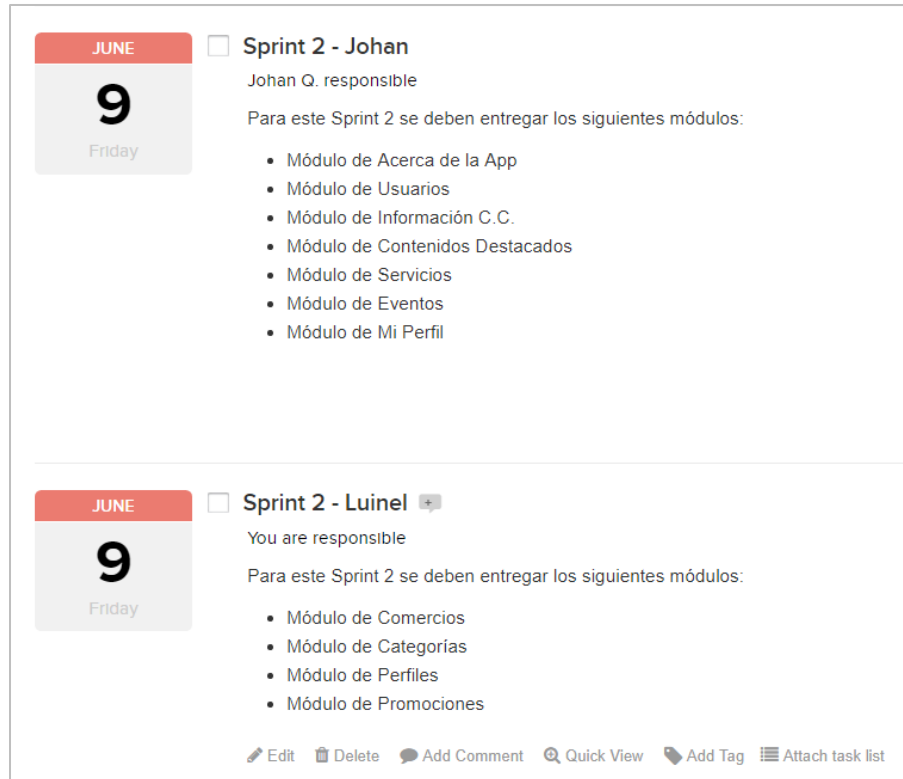 JUNE
9
Friday
Sprint 2 - Johan
Johan Q. responsible
Para este Sprint 2 se deben entregar los siguientes módulos:
• Módulo de Acerca de la App
• Módulo de Usuarios
• Módulo de Información C.C.
• Módulo de Contenidos Destacados
• Módulo de Servicios
• Módulo de Eventos
• Módulo de Mi Perfil
JUNE
9
Friday
Sprint 2 - Luinel +
You are responsible
Para este Sprint 2 se deben entregar los siguientes módulos:
• Módulo de Comercios
• Módulo de Categorías
• Módulo de Perfiles
• Módulo de Promociones
Edit Delete Add Comment Quick View Add Tag Attach task list